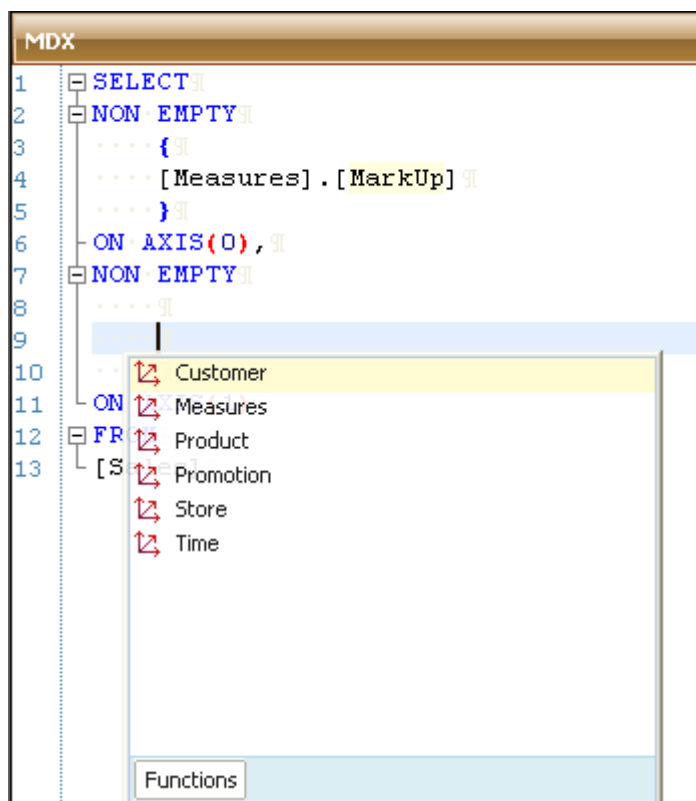 MDX
1 SELECT¶
2 NON EMPTY¶
3 {¶
4 [Measures].[MarkUp]¶
5 }¶
6 ON AXIS(0),¶
7 NON EMPTY¶
8 ¶
9 ¶
10
11 ON
12
13
Customer
Measures
Product
Promotion
Store
Time
Functions